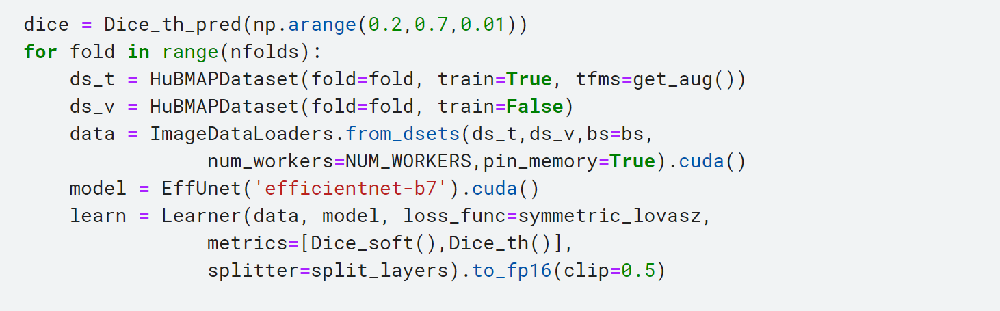 dice = Dice_th_pred(np.arange(0.2,0.7,0.01))
for fold in range(nfolds):
    ds_t = HuBMAPDataset(fold=fold, train=True, tfms=get_aug())
    ds_v = HuBMAPDataset(fold=fold, train=False)
    data = ImageDataLoaders.from_dsets(ds_t,ds_v,bs=bs,
                num_workers=NUM_WORKERS,pin_memory=True).cuda()
    model = EffUnet('efficientnet-b7').cuda()
    learn = Learner(data, model, loss_func=symmetric_lovasz,
                metrics=[Dice_soft(),Dice_th()],
                splitter=split_layers).to_fp16(clip=0.5)